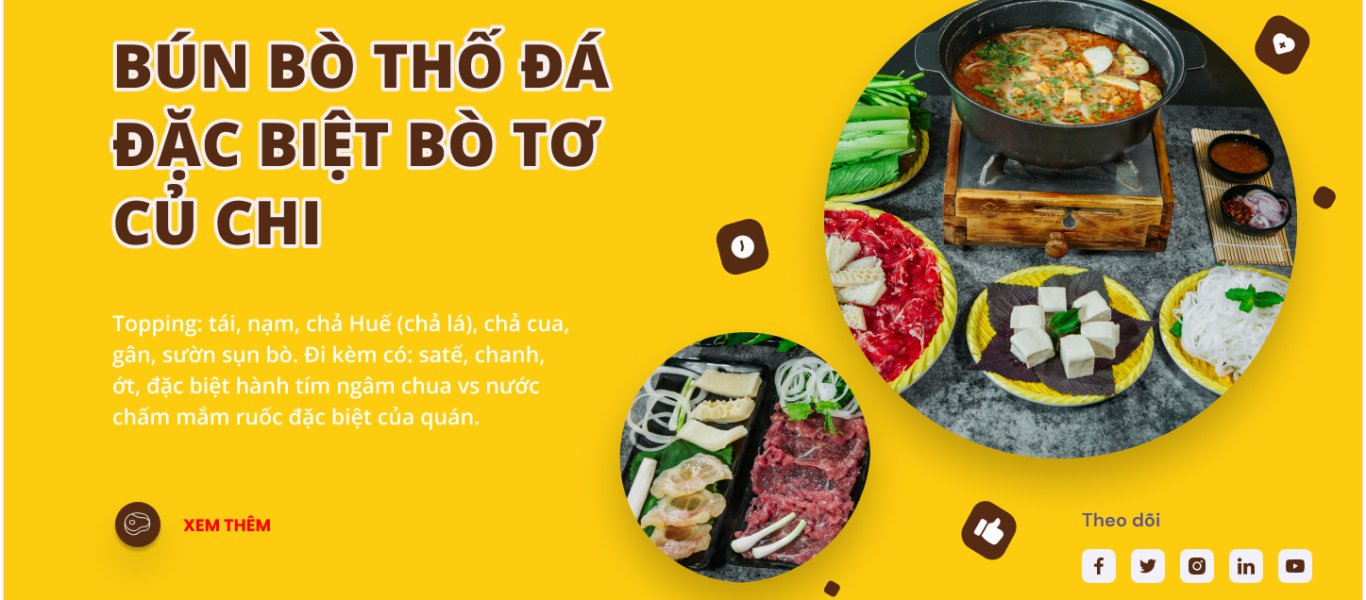 BÚN BÒ THỐ ĐÁ
ĐẶC BIỆT BÒ TƠ
CỦ CHI
Topping: tái, nạm, chả Huế (chả lá), chả cua,
gân, sườn sụn bò. Đi kèm có: satế, chanh,
ớt, đặc biệt hành tím ngâm chua vs nước
chấm mắm ruốc đặc biệt của quán.
XEM THÊM
Theo dõi